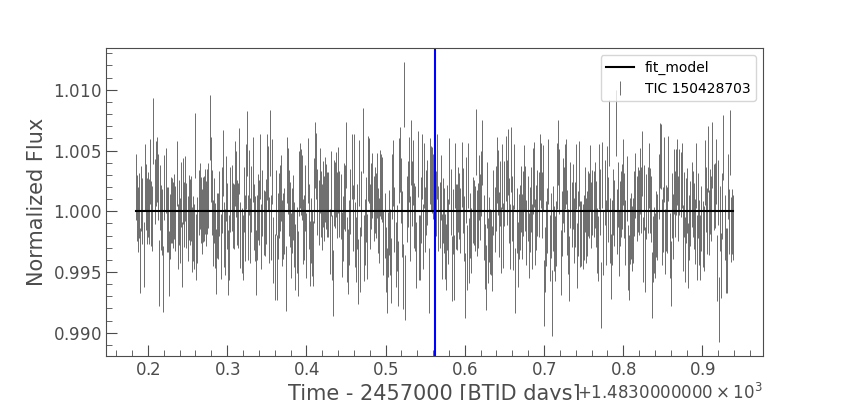 fit_model
TIC 150428703
1.010
1.005
1.000
0.995
0.990
Normalized Flux
0.2 0.3 0.4 0.5 0.6 0.7 0.8 0.9
Time - 2457000 [BTJD days]
+1.4830000000 × 10³